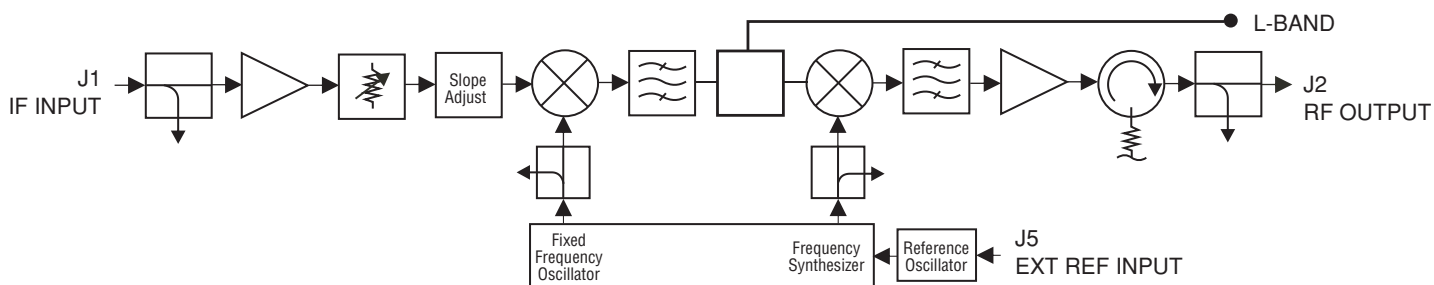 L-BAND
J1
IF INPUT
Slope
Adjust
J2
RF OUTPUT
Fixed
Frequency
Oscillator
Frequency
Synthesizer
Reference
Oscillator
J5
EXT REF INPUT